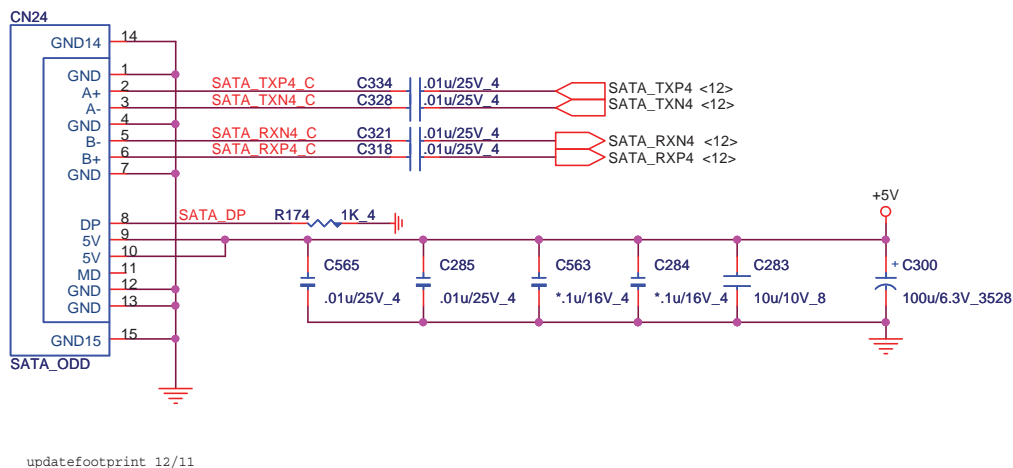 CN24
GND14 14
GND 1
A+ 2 SATA_TXP4_C C334 .01u/25V_4 SATA_TXP4 <12>
A- 3 SATA_TXN4_C C328 .01u/25V_4 SATA_TXN4 <12>
GND 4
B- 5 SATA_RXN4_C C321 .01u/25V_4 SATA_RXN4 <12>
B+ 6 SATA_RXP4_C C318 .01u/25V_4 SATA_RXP4 <12>
GND 7
+5V
DP 8 SATA_DP R174 1K_4
5V 9
5V 10
MD 11
GND 12
GND 13
C565 C285 C563 C284 C283 + C300
.01u/25V_4 .01u/25V_4 *.1u/16V_4 *.1u/16V_4 10u/10V_8 100u/6.3V_3528
GND15 15
SATA_ODD
updatefootprint 12/11